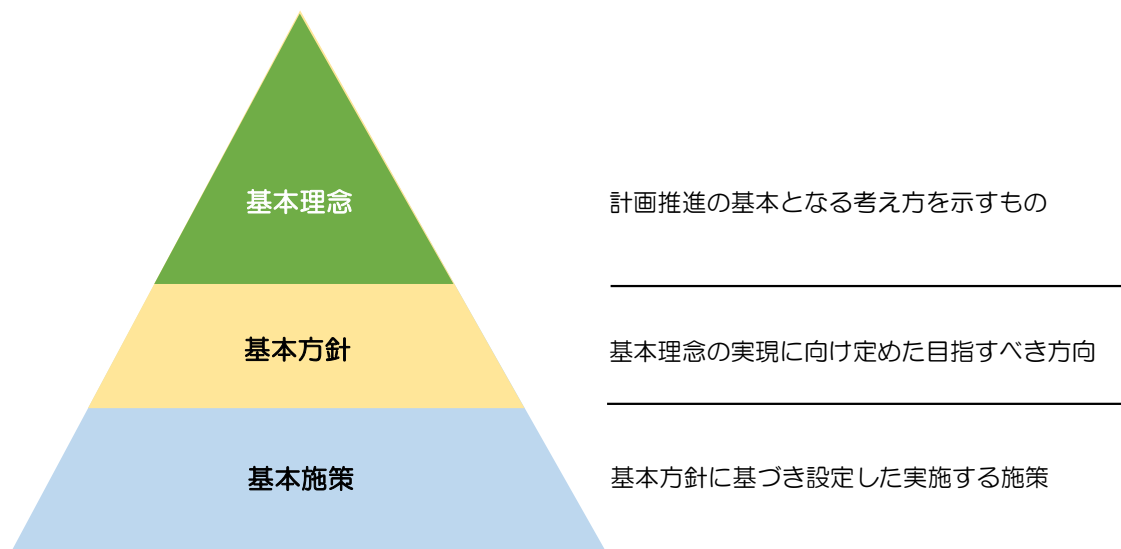 基本理念
計画推進の基本となる考え方を示すもの
基本方針
基本理念の実現に向け定めた目指すべき方向
基本施策
基本方針に基づき設定した実施する施策